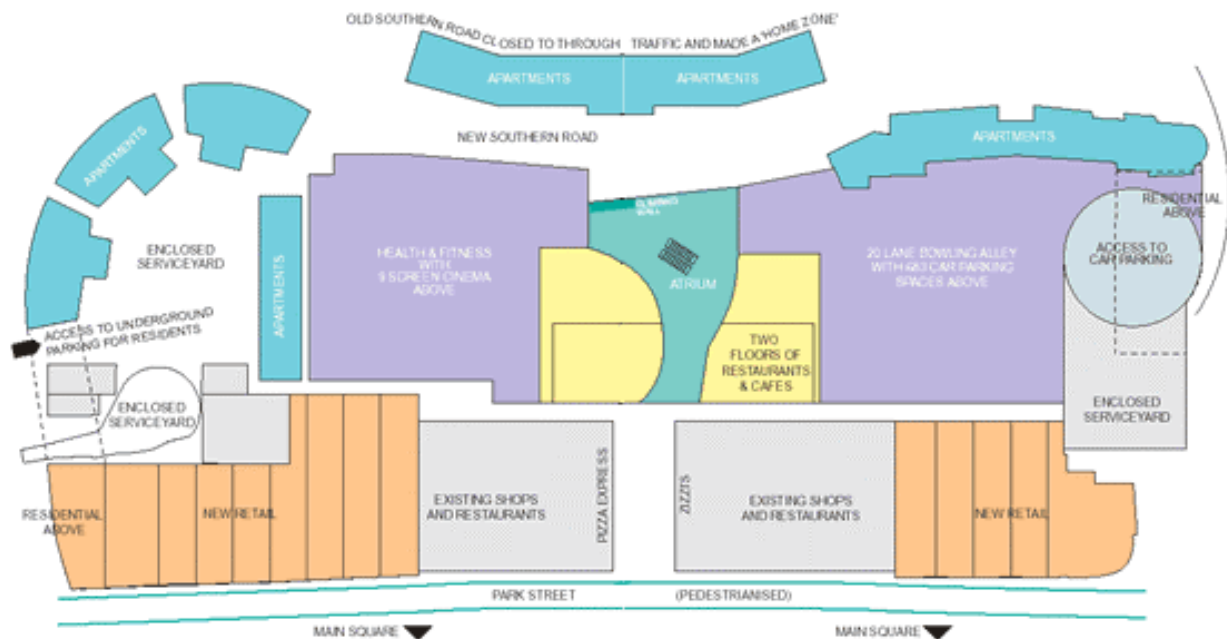 OLD SOUTHERN ROAD CLOSED TO THROUGH TRAFFIC AND MADE A 'HOME ZONE'
APARTMENTS
APARTMENTS
NEW SOUTHERN ROAD
APARTMENTS
APARTMENTS
RESIDENTIAL
ABOVE
WALL
ENCLOSED
SERVICEYARD
HEALTH & FITNESS
WITH
9 SCREEN CINEMA
ABOVE
ATRIUM
20 LANE BOWLING ALLEY
WITH 683 CAR PARKING
SPACES ABOVE
ACCESS TO
CAR PARKING
APARTMENTS
ACCESS TO UNDERGROUND
PARKING FOR RESIDENTS
TWO
FLOORS OF
RESTAURANTS
& CAFES
ENCLOSED
SERVICEYARD
ENCLOSED
SERVICEYARD
RESIDENTIAL
ABOVE
NEW RETAIL
EXISTING SHOPS
AND RESTAURANTS
PIZZA EXPRESS
ZIZZI'S
EXISTING SHOPS
AND RESTAURANTS
NEW RETAIL
PARK STREET (PEDESTRIANISED)
MAIN SQUARE
MAIN SQUARE